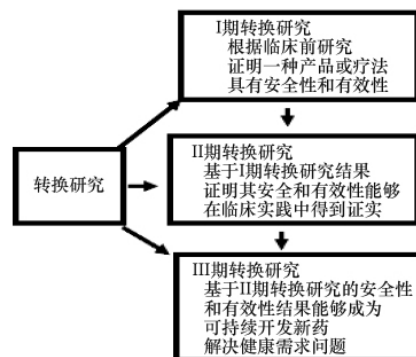 I期转换研究
根据临床前研究
证明一种产品或疗法
具有安全性和有效性
转换研究
II期转换研究
基于I期转换研究结果
证明其安全和有效性能够
在临床实践中得到证实
III期转换研究
基于II期转换研究的安全性
和有效性结果能够成为
可持续开发新药
解决健康需求问题